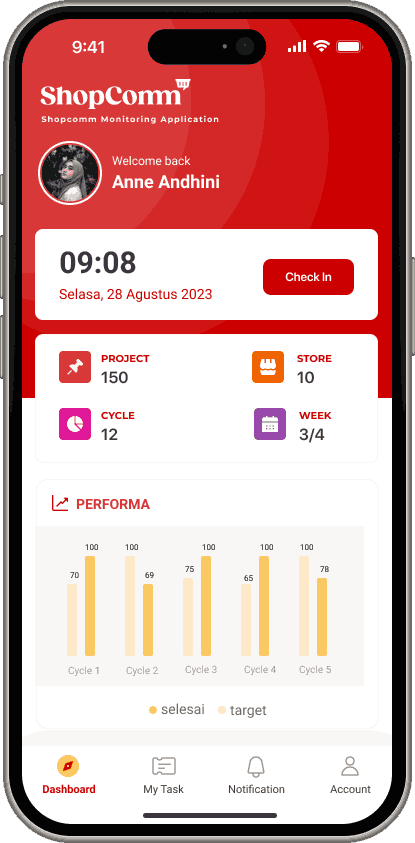 9:41
ShopComm
Shopcomm Monitoring Application
Welcome back
Anne Andhini
09:08
Selasa, 28 Agustus 2023
Check In
PROJECT
150
STORE
10
CYCLE
12
WEEK
3/4
PERFORMA
70 100 100 69 75 100 65 100 100 78
Cycle 1 Cycle 2 Cycle 3 Cycle 4 Cycle 5
selesai target
Dashboard My Task Notification Account